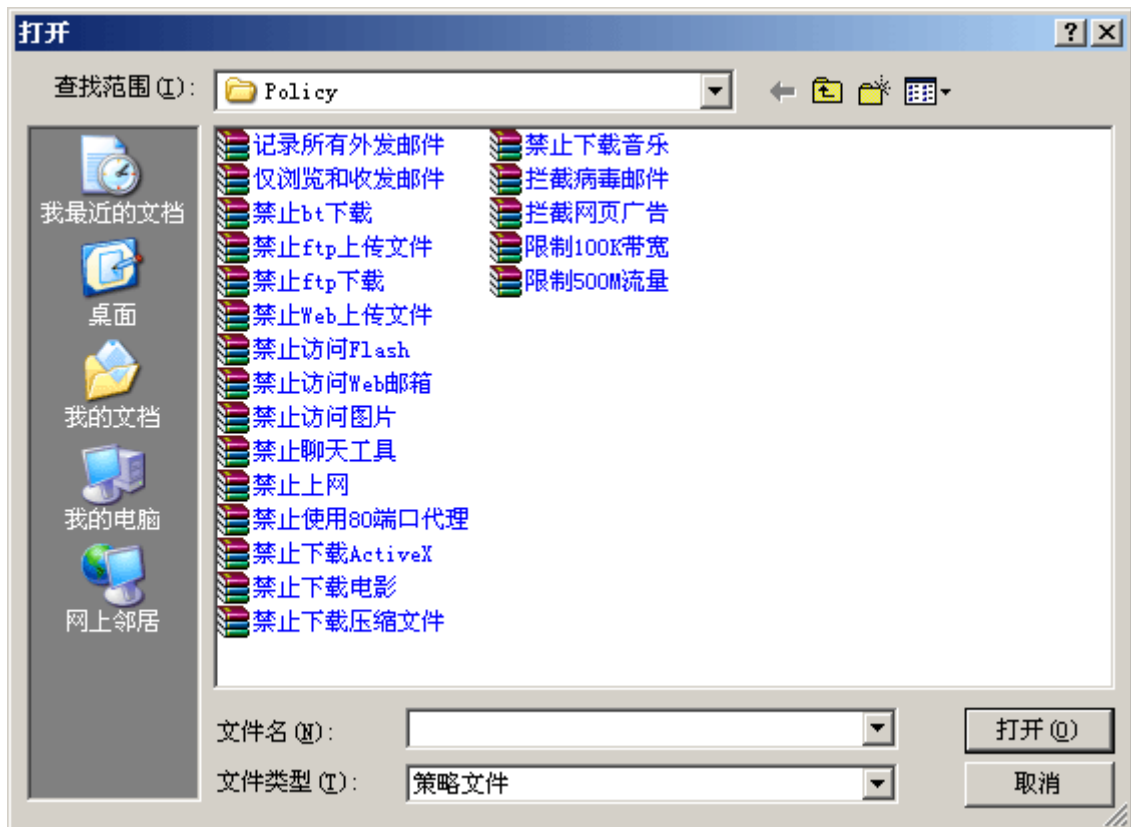 打开
查找范围(I):
Policy
我最近的文档
桌面
我的文档
我的电脑
网上邻居
记录所有外发邮件
仅浏览和收发邮件
禁止bt下载
禁止ftp上传文件
禁止ftp下载
禁止Web上传文件
禁止访问Flash
禁止访问Web邮箱
禁止访问图片
禁止聊天工具
禁止上网
禁止使用80端口代理
禁止下载ActiveX
禁止下载电影
禁止下载压缩文件
禁止下载音乐
拦截病毒邮件
拦截网页广告
限制100K带宽
限制500M流量
文件名(N):
打开(O)
文件类型(T):
策略文件
取消